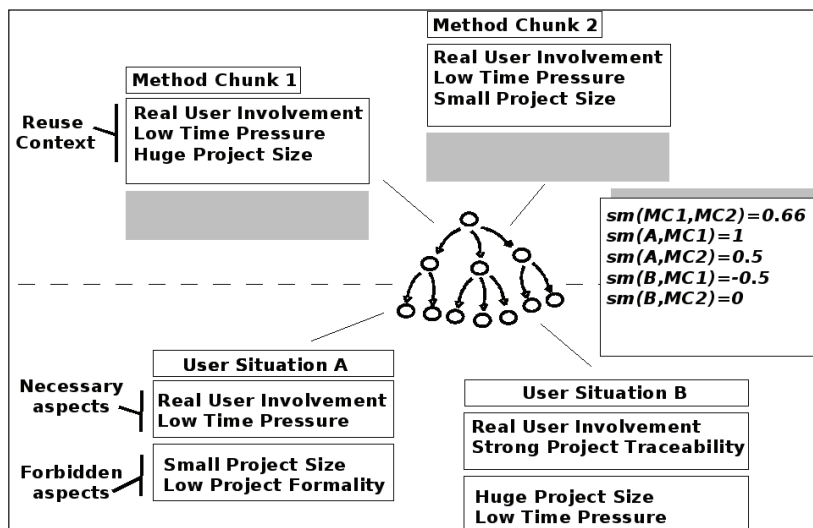 Method Chunk 2
Real User Involvement
Low Time Pressure
Small Project Size
Method Chunk 1
Reuse
Context
Real User Involvement
Low Time Pressure
Huge Project Size
sm(MC1,MC2)=0.66
sm(A,MC1)=1
sm(A,MC2)=0.5
sm(B,MC1)=-0.5
sm(B,MC2)=0
User Situation A
Necessary
aspects
Real User Involvement
Low Time Pressure
Forbidden
aspects
Small Project Size
Low Project Formality
User Situation B
Real User Involvement
Strong Project Traceability
Huge Project Size
Low Time Pressure